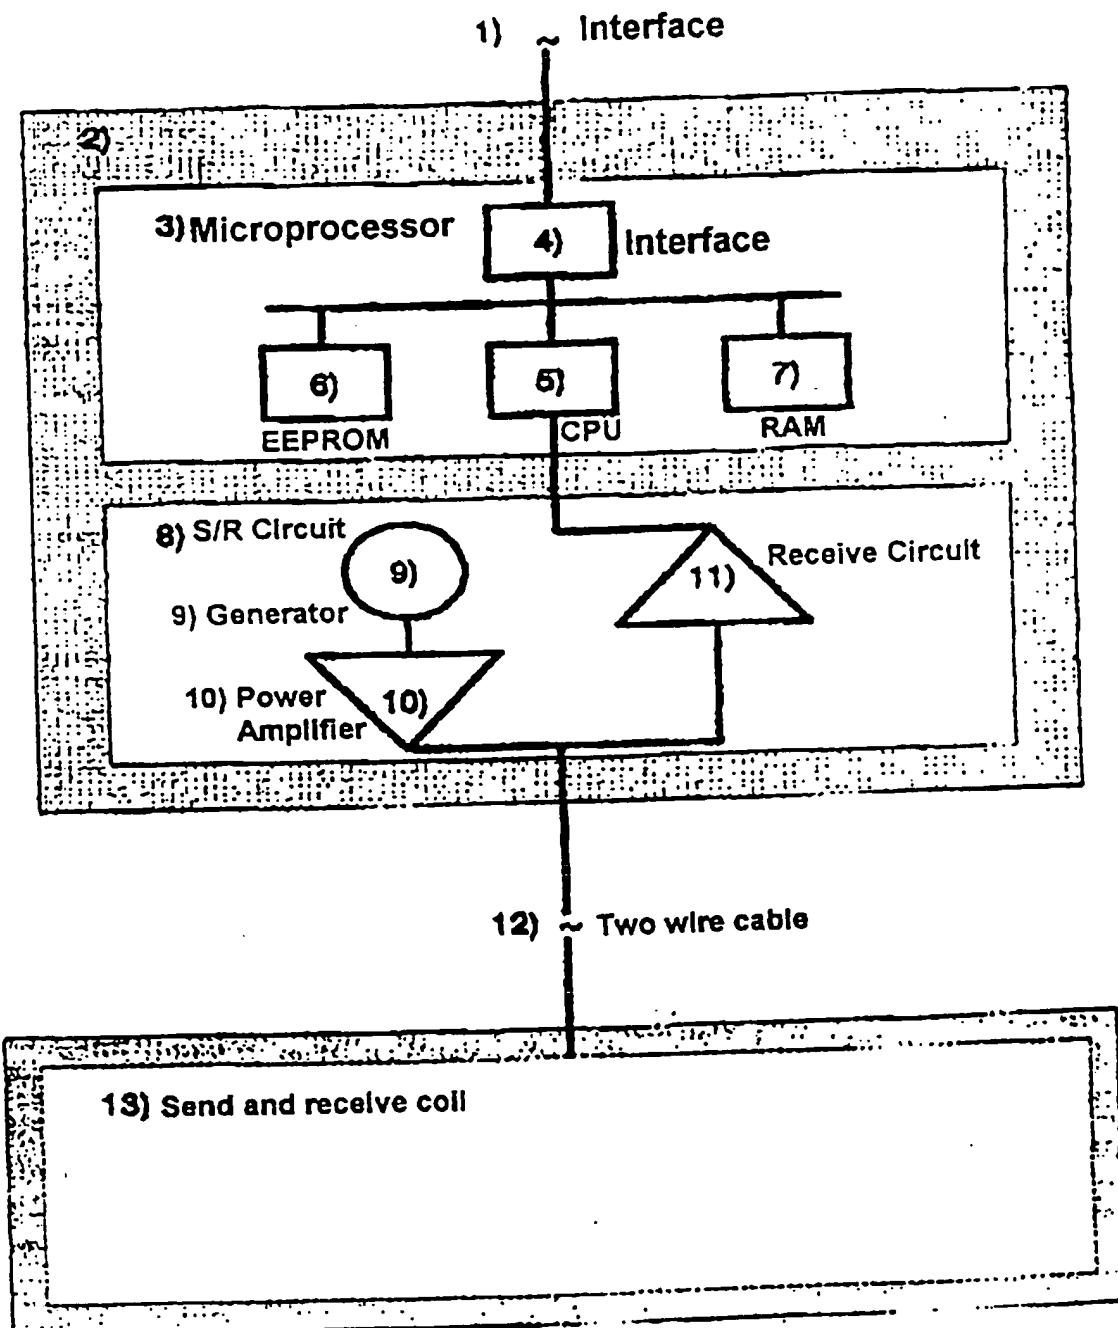 1) ~ Interface
2)
3) Microprocessor
4) Interface
6) 5) 7)
EEPROM CPU RAM
8) S/R Circuit
9)
11) Receive Circuit
9) Generator
10) Power
Amplifier
10)
12) ~ Two wire cable
13) Send and receive coil